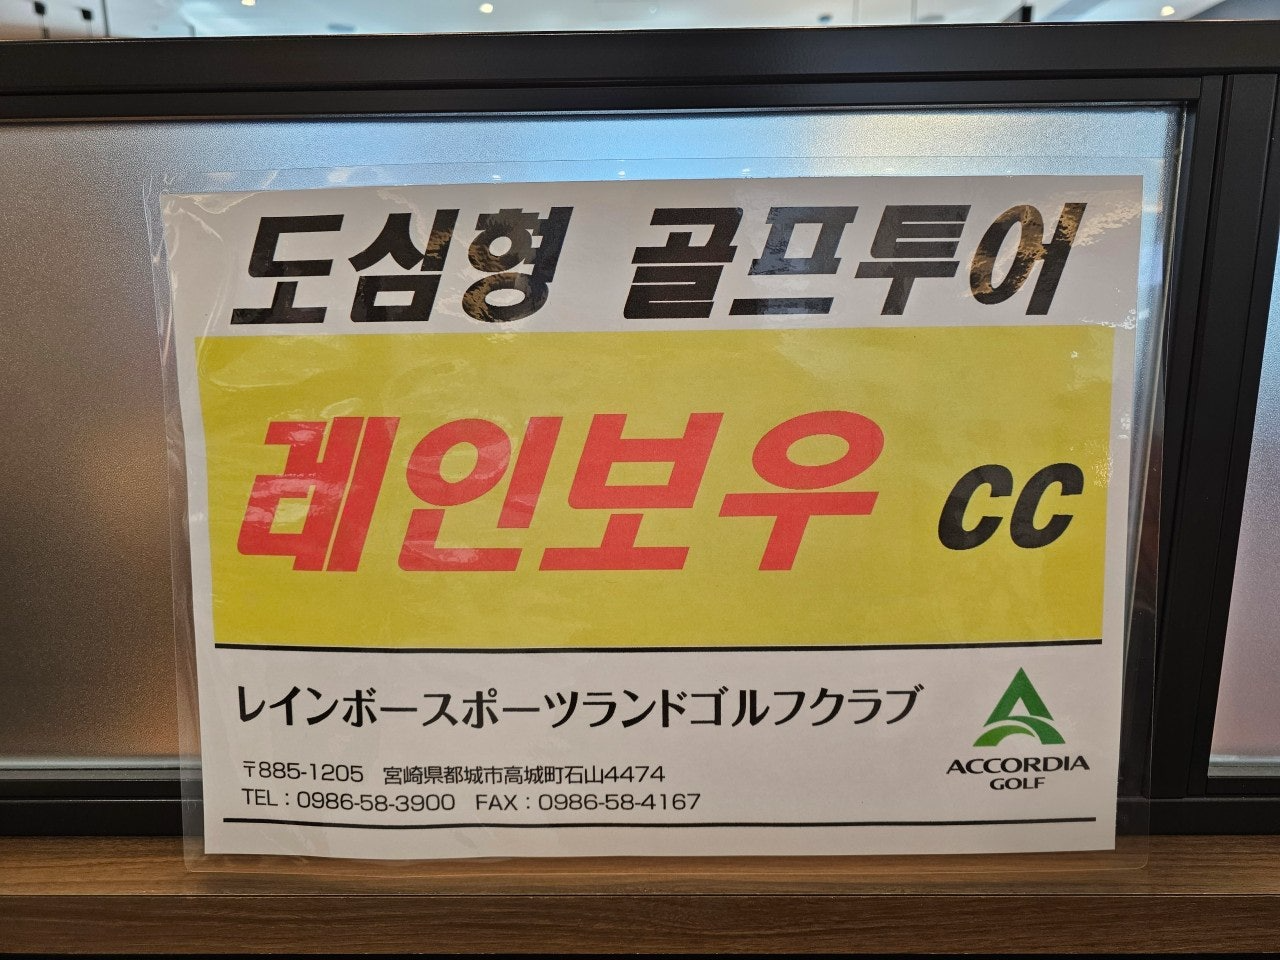 도심형 골프투어
레인보우 CC
レインボースポーツランドゴルフクラブ
〒885-1205 宮崎県都城市高城町石山4474
TEL：0986-58-3900 FAX：0986-58-4167
ACCORDIA
GOLF